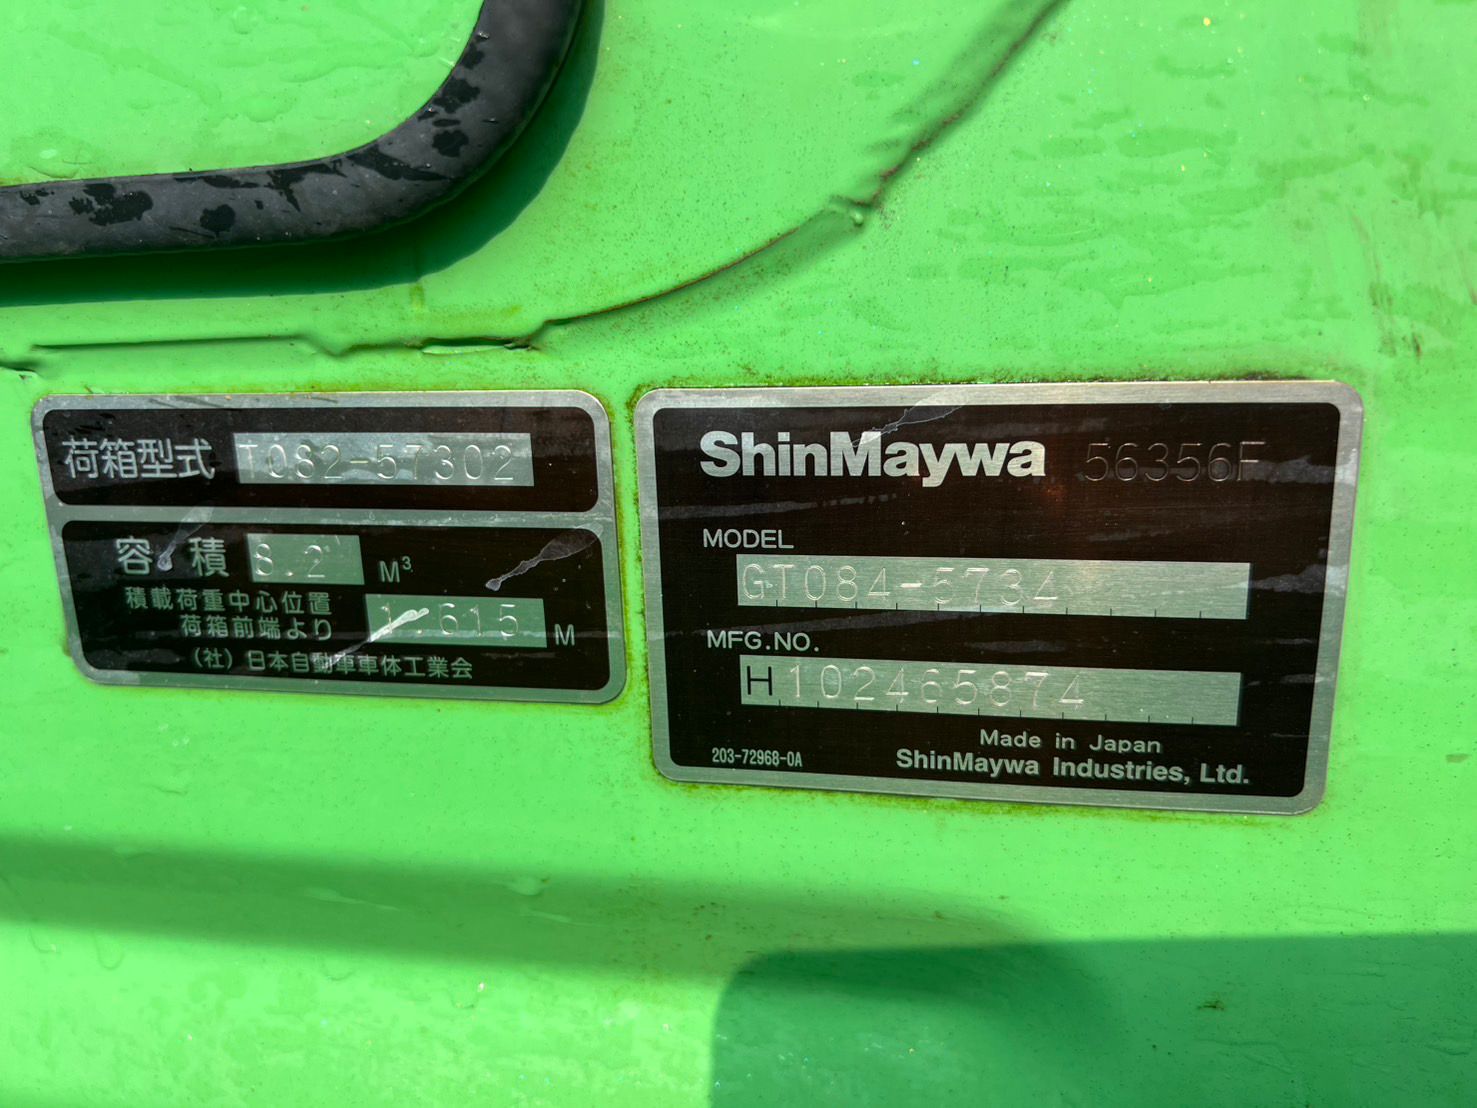 荷箱型式 T082-57302
容積 8.2 M³
積載荷重中心位置
荷箱前端より 1.615 M
(社)日本自動車車体工業会
ShinMaywa 56356F
MODEL
GT084-5734
MFG.NO.
H102465874
Made in Japan
203-72968-0A ShinMaywa Industries, Ltd.